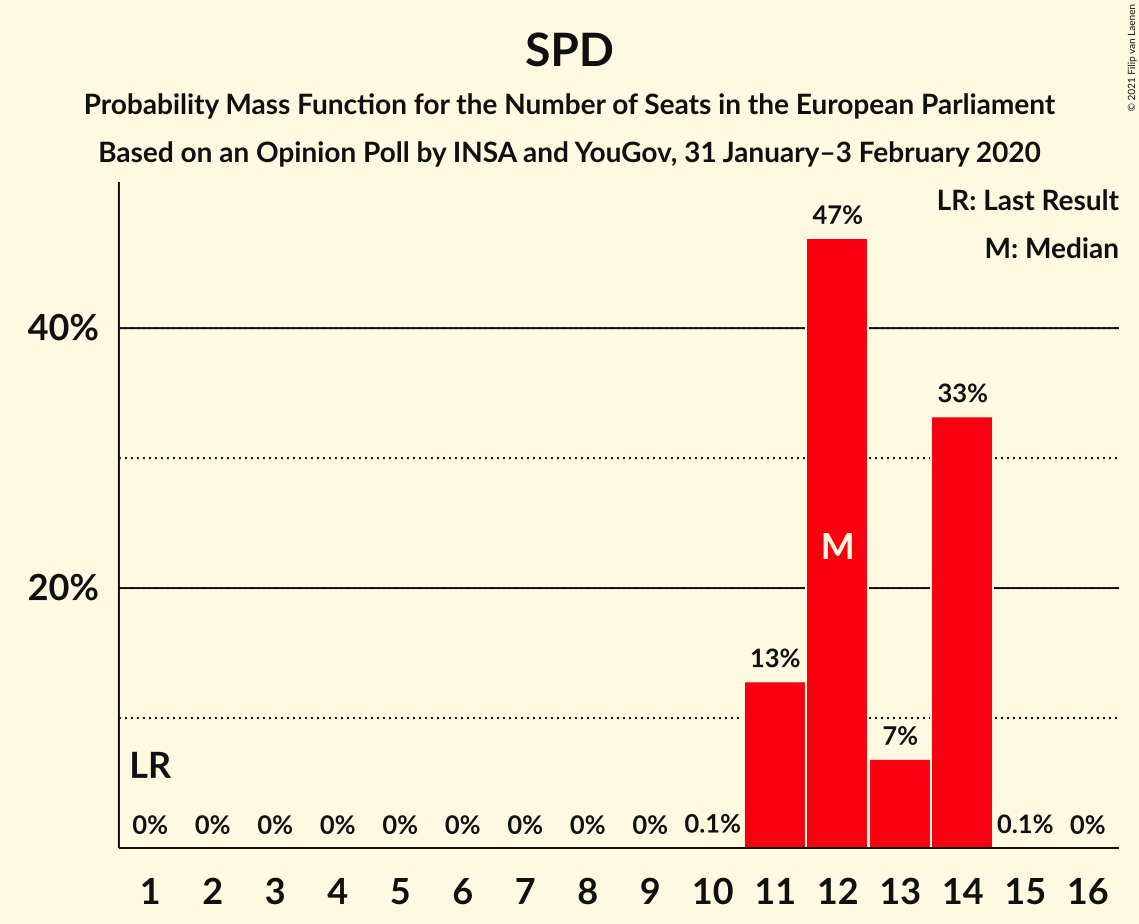 SPD
Probability Mass Function for the Number of Seats in the European Parliament
Based on an Opinion Poll by INSA and YouGov, 31 January–3 February 2020
© 2021 Filip van Laenen
LR: Last Result
M: Median
47%
40%
33%
M
20%
13%
7%
LR
0% 0% 0% 0% 0% 0% 0% 0% 0% 0.1% 0.1% 0%
1 2 3 4 5 6 7 8 9 10 11 12 13 14 15 16